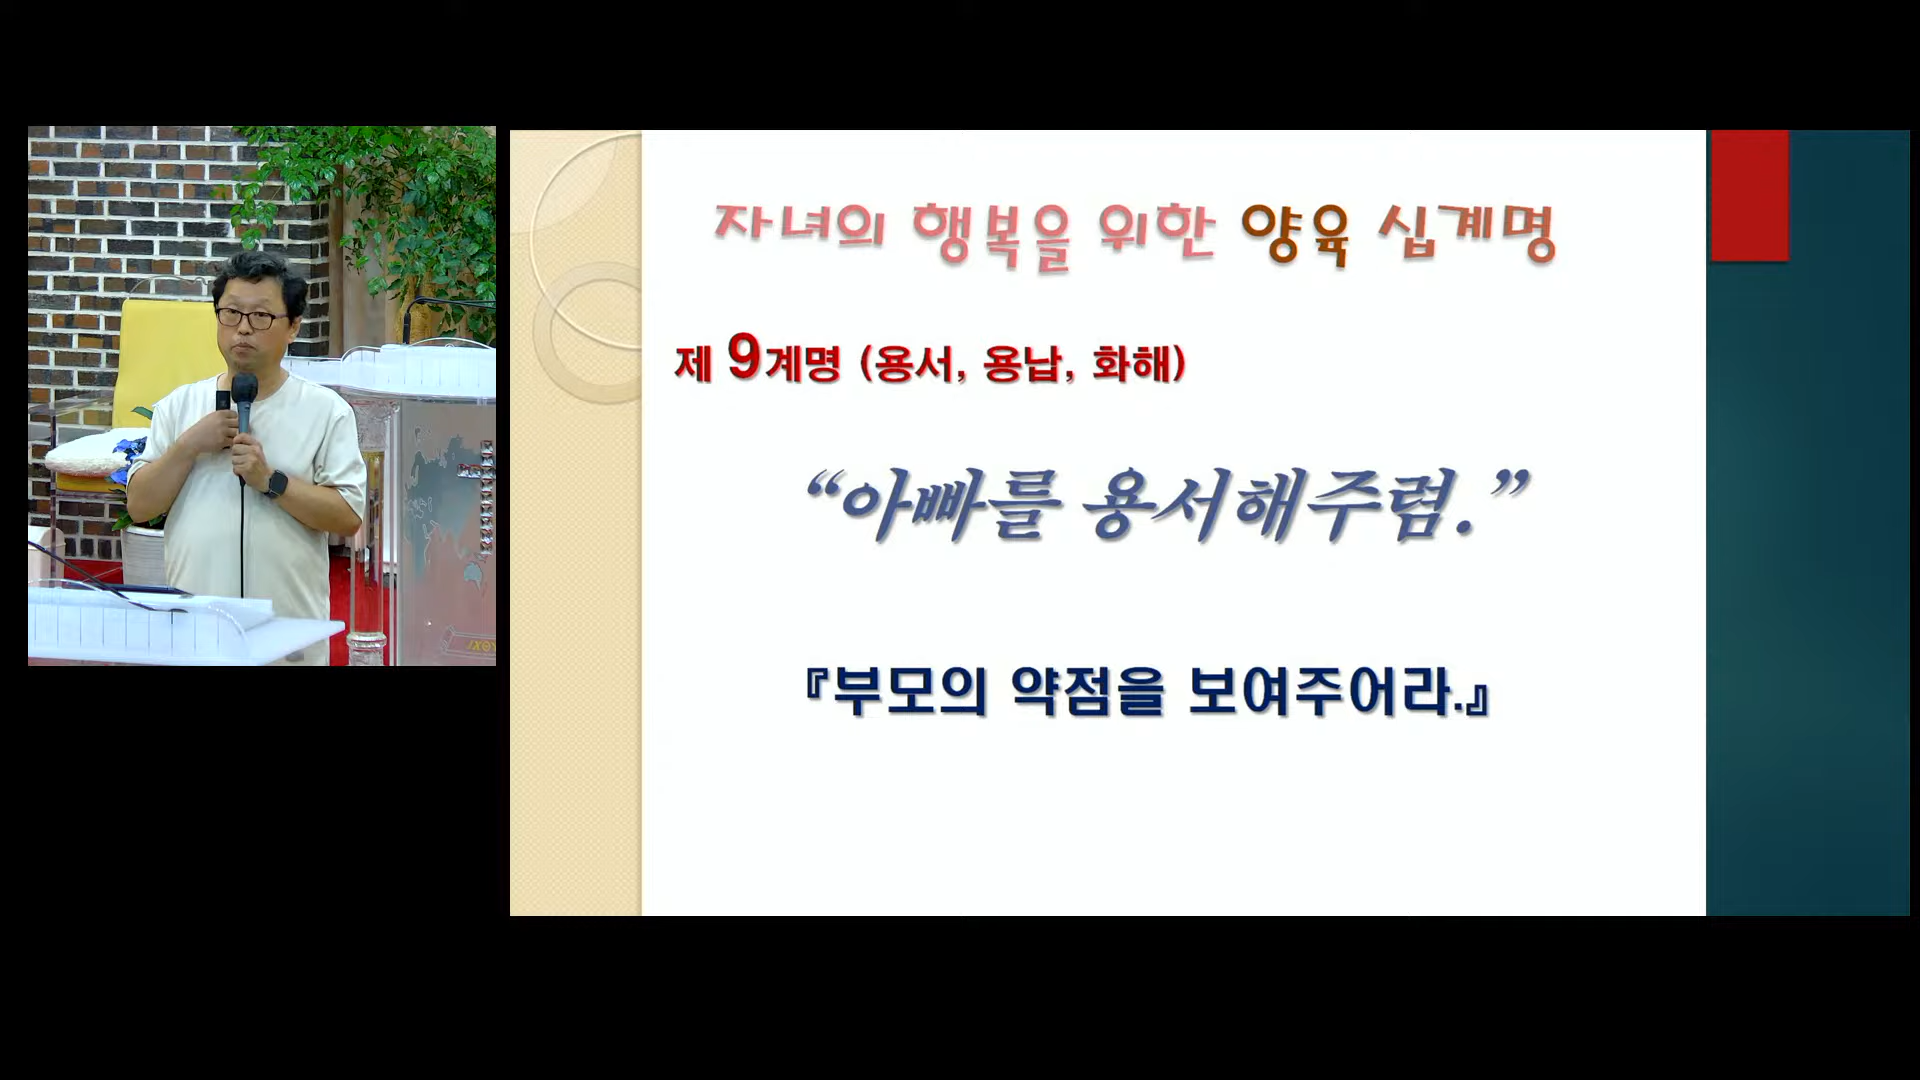 자녀의 행복을 위한 양육 십계명
제 9계명 (용서, 용납, 화해)
“아빠를 용서해주렴.”
『부모의 약점을 보여주어라.』